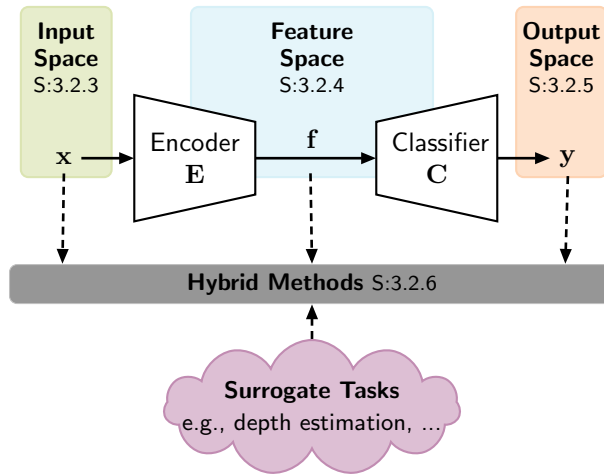 Input
Space
S:3.2.3
Feature
Space
S:3.2.4
Output
Space
S:3.2.5
x
Encoder
E
f
Classifier
C
y
Hybrid Methods S:3.2.6
Surrogate Tasks
e.g., depth estimation, ...